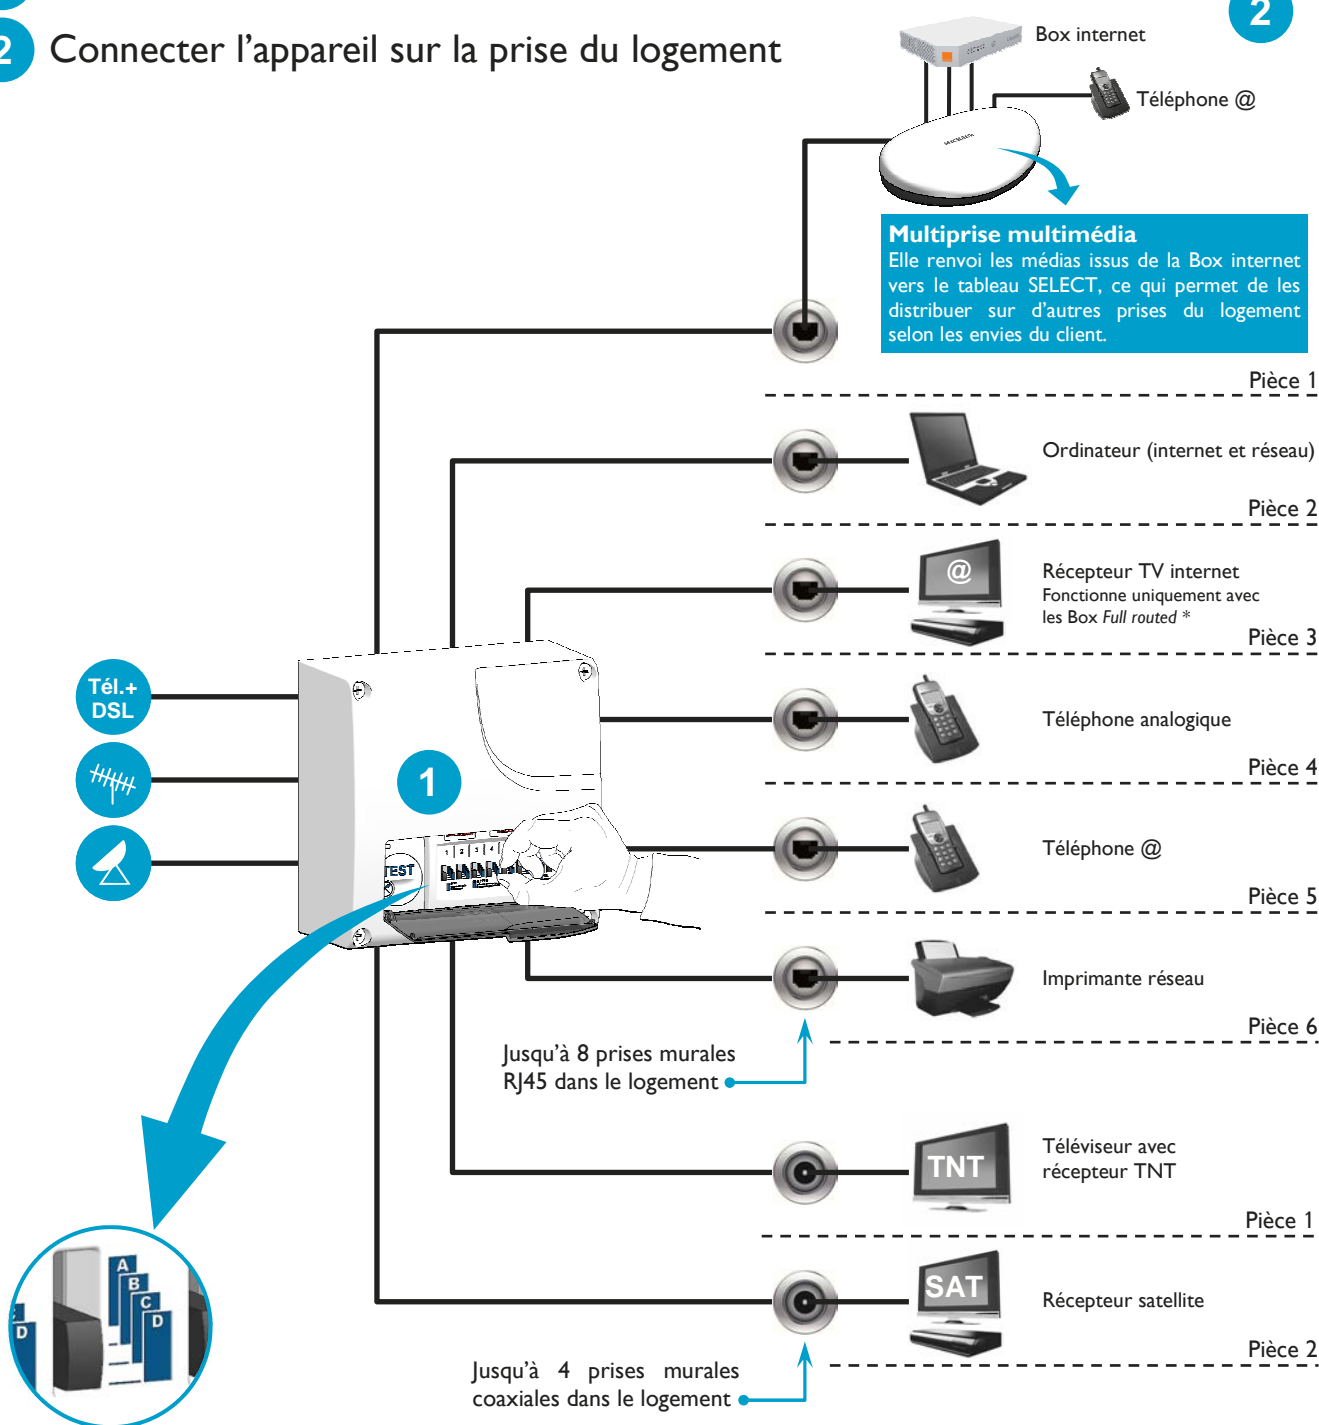 2
2 Connecter l’appareil sur la prise du logement
Box internet
Téléphone @
Multiprise multimédia
Elle renvoi les médias issus de la Box internet
vers le tableau SELECT, ce qui permet de les
distribuer sur d’autres prises du logement
selon les envies du client.
Pièce 1
Ordinateur (internet et réseau)
Pièce 2
@
Récepteur TV internet
Fonctionne uniquement avec
les Box Full routed *
Pièce 3
Tél.+
DSL
Téléphone analogique
Pièce 4
1
Téléphone @
Pièce 5
TEST
1 2 3 4
Imprimante réseau
Pièce 6
Jusqu’à 8 prises murales
RJ45 dans le logement
TNT
Téléviseur avec
récepteur TNT
Pièce 1
SAT
Récepteur satellite
Pièce 2
A
B
C
D
D
Jusqu’à 4 prises murales
coaxiales dans le logement